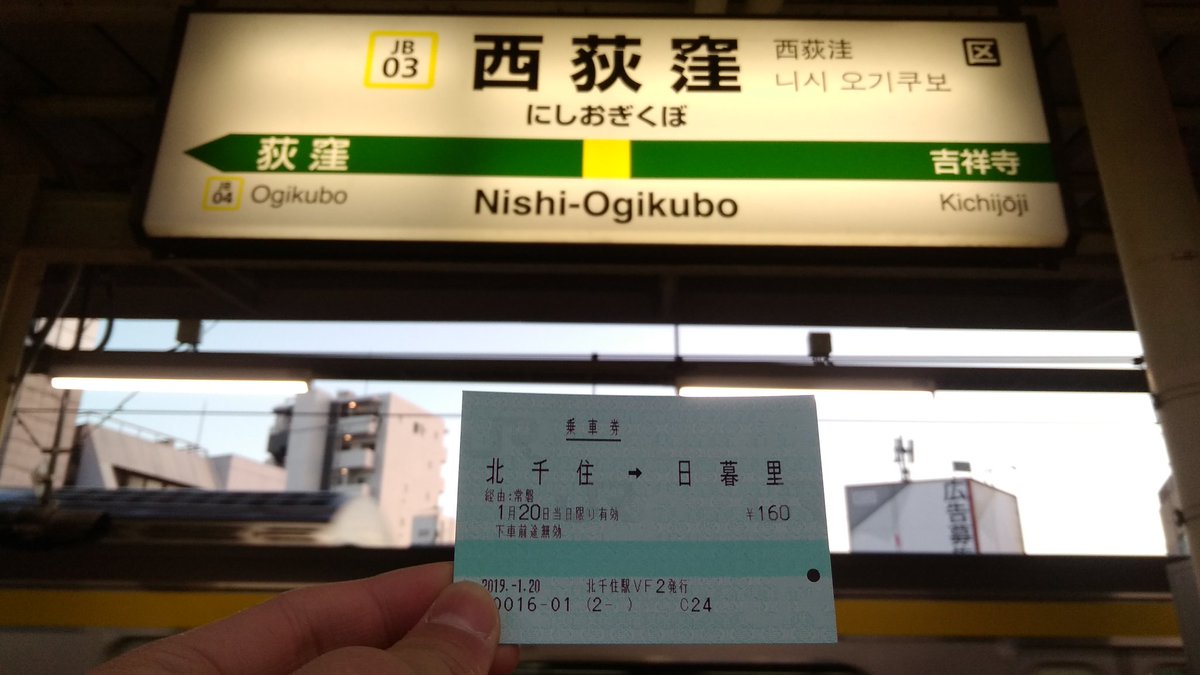 JB
03
西荻窪
西荻洼
니시 오기쿠보
区
にしおぎくぼ
荻窪
吉祥寺
JB
04
Ogikubo
Nishi-Ogikubo
Kichijōji
乗車券
北千住 → 日暮里
経由:常磐
1月20日当日限り有効 ¥160
下車前途無効
2019.-1.20 北千住駅VF2発行
0016-01 (2- ) C24
広告募